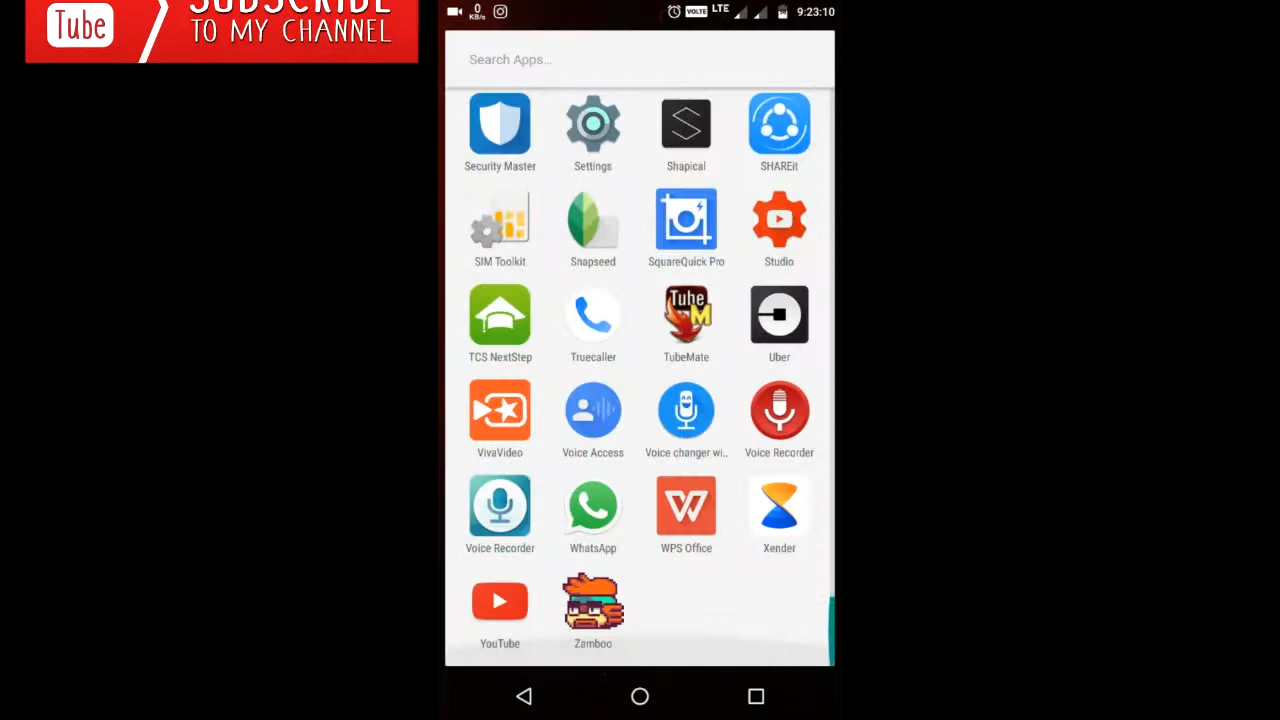 SUBSCRIBE
Tube
TO MY CHANNEL
0
KB/s
VOLTE
LTE
9:23:10
Search Apps...
Security Master
Settings
Shapical
SHAREit
SIM Toolkit
Snapseed
SquareQuick Pro
Studio
Tube
M
TCS NextStep
Truecaller
TubeMate
Uber
VivaVideo
Voice Access
Voice changer wi..
Voice Recorder
Voice Recorder
WhatsApp
WPS Office
Xender
YouTube
Zamboo